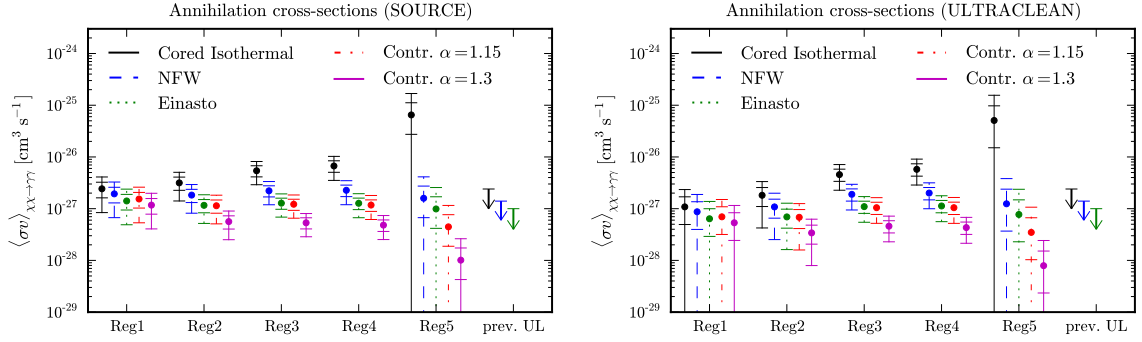 Annihilation cross-sections (SOURCE)
⟨σv⟩χχ→γγ [cm³ s⁻¹]
10⁻²⁴
10⁻²⁵
10⁻²⁶
10⁻²⁷
10⁻²⁸
10⁻²⁹
Cored Isothermal
NFW
Einasto
Contr. α=1.15
Contr. α=1.3
Reg1 Reg2 Reg3 Reg4 Reg5 prev. UL
Annihilation cross-sections (ULTRACLEAN)
⟨σv⟩χχ→γγ [cm³ s⁻¹]
10⁻²⁴
10⁻²⁵
10⁻²⁶
10⁻²⁷
10⁻²⁸
10⁻²⁹
Cored Isothermal
NFW
Einasto
Contr. α=1.15
Contr. α=1.3
Reg1 Reg2 Reg3 Reg4 Reg5 prev. UL